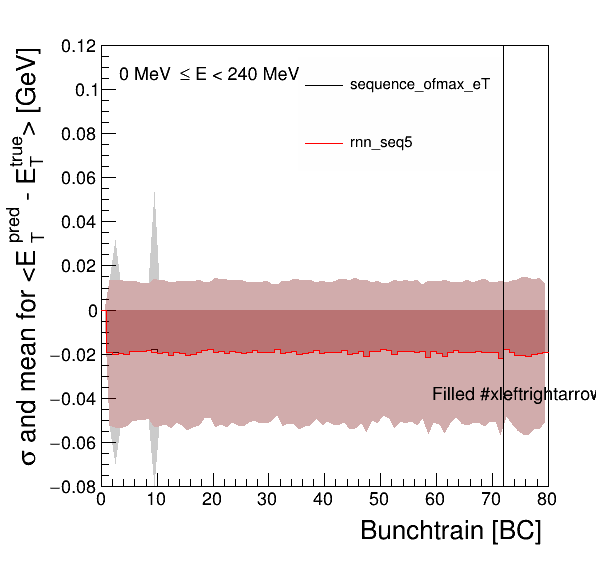 σ and mean for <E_T^pred - E_T^true> [GeV]
0.12
0.1
0.08
0.06
0.04
0.02
0
−0.02
−0.04
−0.06
−0.08
0 MeV ≤ E < 240 MeV
sequence_ofmax_eT
rnn_seq5
Filled #xleftrightarrow
0 10 20 30 40 50 60 70 80
Bunchtrain [BC]